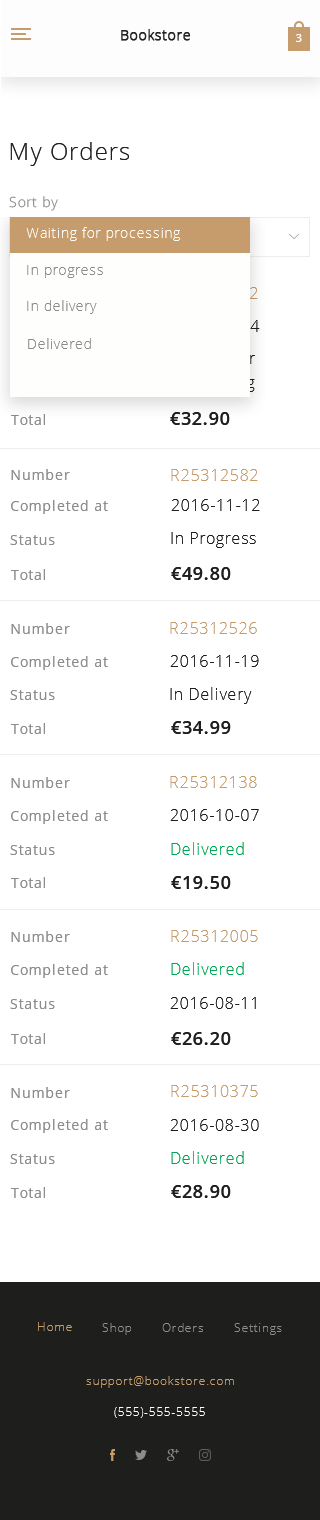 Bookstore
3
My Orders
Sort by
Waiting for processing
In progress
In delivery
Delivered
2
4
r
g
Total €32.90
Number R25312582
Completed at 2016-11-12
Status In Progress
Total €49.80
Number R25312526
Completed at 2016-11-19
Status In Delivery
Total €34.99
Number R25312138
Completed at 2016-10-07
Status Delivered
Total €19.50
Number R25312005
Completed at Delivered
Status 2016-08-11
Total €26.20
Number R25310375
Completed at 2016-08-30
Status Delivered
Total €28.90
Home Shop Orders Settings
support@bookstore.com
(555)-555-5555